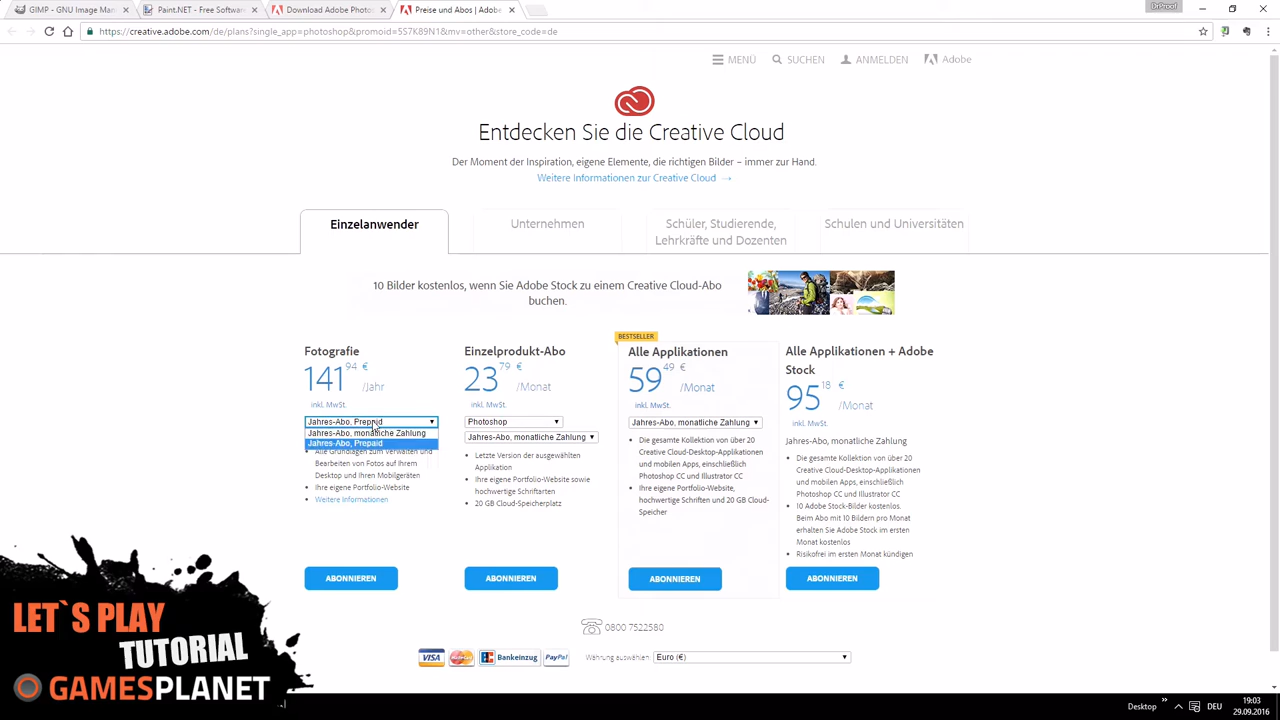 GIMP - GNU Image Man
Paint.NET - Free Softwar
Download Adobe Photos
Preise und Abos | Adobe
DrProof
https://creative.adobe.com/de/plans?single_app=photoshop&promoid=5S7K89N1&mv=other&store_code=de
MENÜ
SUCHEN
ANMELDEN
Adobe
Entdecken Sie die Creative Cloud
Der Moment der Inspiration, eigene Elemente, die richtigen Bilder – immer zur Hand.
Weitere Informationen zur Creative Cloud →
Einzelanwender
Unternehmen
Schüler, Studierende,
Lehrkräfte und Dozenten
Schulen und Universitäten
10 Bilder kostenlos, wenn Sie Adobe Stock zu einem Creative Cloud-Abo
buchen.
Fotografie
141 94 € /Jahr
inkl. MwSt.
Jahres-Abo, Prepaid
Jahres-Abo, monatliche Zahlung
Jahres-Abo, Prepaid
Alle Grundlagen zum Verwalten und
Bearbeiten von Fotos auf Ihrem
Desktop und Ihren Mobilgeräten
Ihre eigene Portfolio-Website
Weitere Informationen
ABONNIEREN
Einzelprodukt-Abo
23 79 € /Monat
inkl. MwSt.
Photoshop
Jahres-Abo, monatliche Zahlung
Letzte Version der ausgewählten
Applikation
Ihre eigene Portfolio-Website sowie
hochwertige Schriftarten
20 GB Cloud-Speicherplatz
ABONNIEREN
BESTSELLER
Alle Applikationen
59 49 € /Monat
inkl. MwSt.
Jahres-Abo, monatliche Zahlung
Die gesamte Kollektion von über 20
Creative Cloud-Desktop-Applikationen
und mobilen Apps, einschließlich
Photoshop CC und Illustrator CC
Ihre eigene Portfolio-Website,
hochwertige Schriften und 20 GB Cloud-
Speicher
ABONNIEREN
Alle Applikationen + Adobe
Stock
95 18 € /Monat
inkl. MwSt.
Jahres-Abo, monatliche Zahlung
Die gesamte Kollektion von über 20
Creative Cloud-Desktop-Applikationen
und mobilen Apps, einschließlich
Photoshop CC und Illustrator CC
10 Adobe Stock-Bilder kostenlos.
Beim Abo mit 10 Bildern pro Monat
erhalten Sie Adobe Stock im ersten
Monat kostenlos
Risikofrei im ersten Monat kündigen
ABONNIEREN
0800 7522580
VISA
MasterCard
Bankeinzug
PayPal
Währung auswählen
Euro (€)
LET`S PLAY
TUTORIAL
GAMESPLANET
Desktop
DEU
19:03
29.09.2016